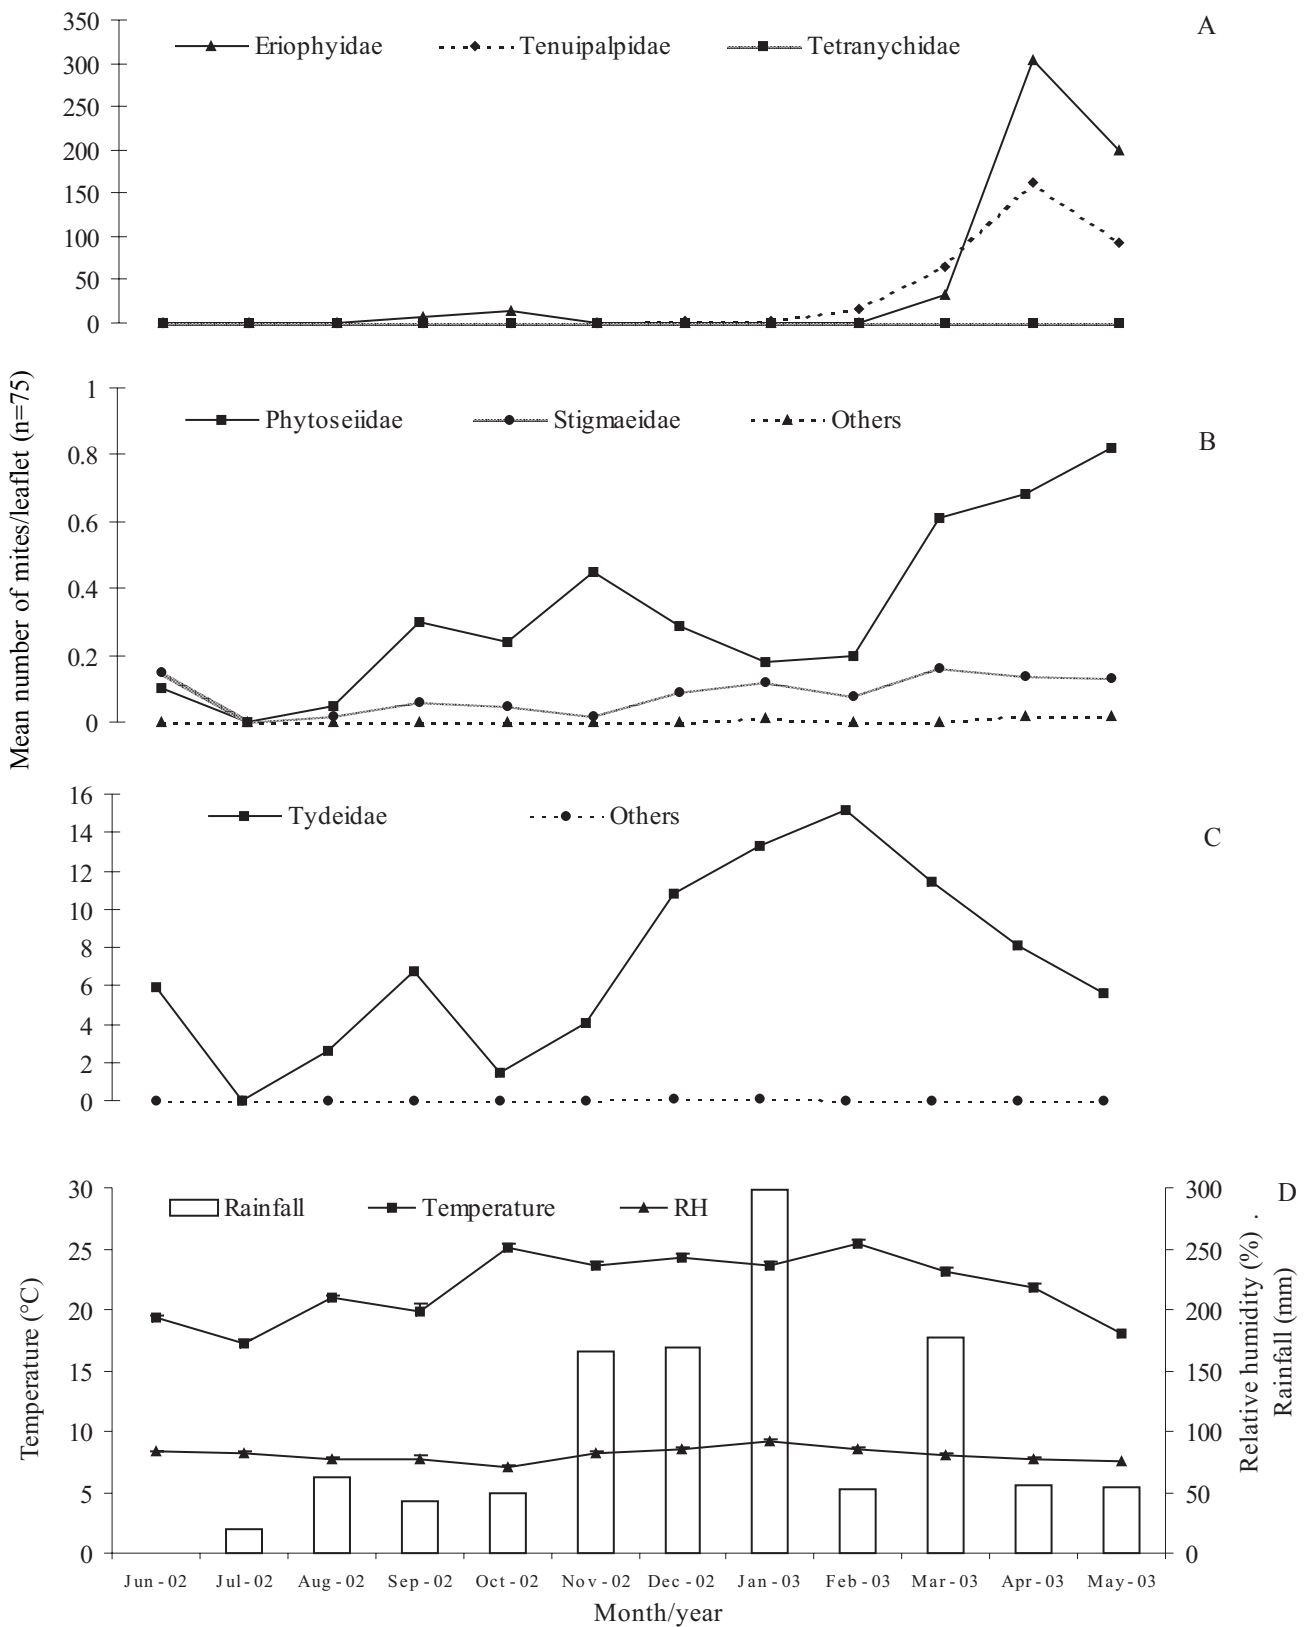 A
Eriophyidae Tenuipalpidae Tetranychidae
350
300
250
200
150
100
50
0
Mean number of mites/leaflet (n=75)
B
Phytoseiidae Stigmaeidae Others
1
0.8
0.6
0.4
0.2
0
C
Tydeidae Others
16
14
12
10
8
6
4
2
0
D
Rainfall Temperature RH
Temperature (°C)
30
25
20
15
10
5
0
300
250
200
150
100
50
0
Relative humidity (%) .
Rainfall (mm)
Jun-02 Jul-02 Aug-02 Sep-02 Oct-02 Nov-02 Dec-02 Jan-03 Feb-03 Mar-03 Apr-03 May-03
Month/year